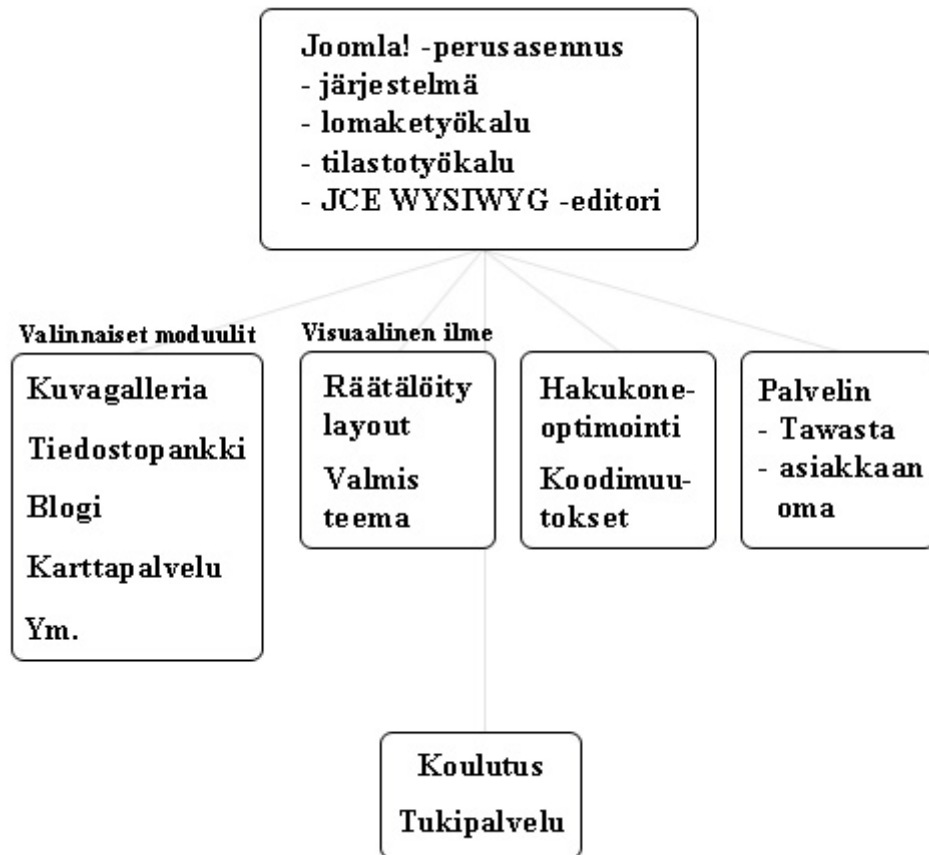 Joomla! -perusasennus
- järjestelmä
- lomaketyökalu
- tilastotyökalu
- JCE WYSIWYG -editori
Valinnaiset moduulit
Kuvagalleria
Tiedostopankki
Blogi
Karttapalvelu
Ym.
Visuaalinen ilme
Räätälöity
layout
Valmis
teema
Hakukone-
optimointi
Koodimuu-
tokset
Palvelin
- Tawasta
- asiakkaan
oma
Koulutus
Tukipalvelu